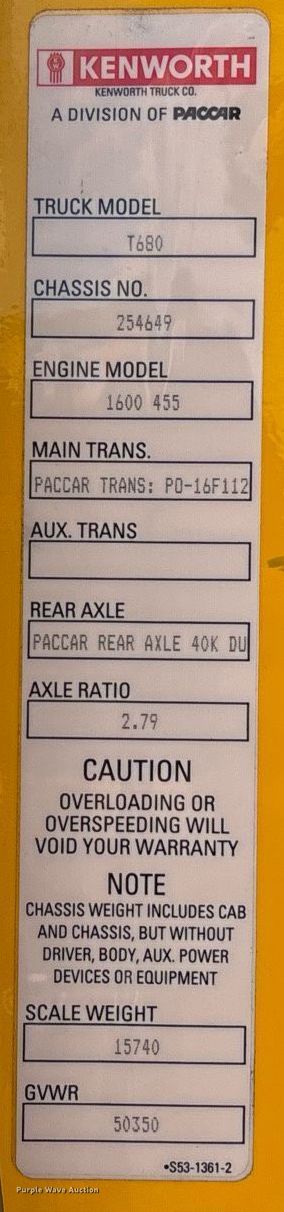 KENWORTH
KENWORTH TRUCK CO.
A DIVISION OF PACCAR
TRUCK MODEL
T680
CHASSIS NO.
254649
ENGINE MODEL
1600 455
MAIN TRANS.
PACCAR TRANS: PO-16F112
AUX. TRANS
REAR AXLE
PACCAR REAR AXLE 40K DU
AXLE RATIO
2.79
CAUTION
OVERLOADING OR
OVERSPEEDING WILL
VOID YOUR WARRANTY
NOTE
CHASSIS WEIGHT INCLUDES CAB
AND CHASSIS, BUT WITHOUT
DRIVER, BODY, AUX. POWER
DEVICES OR EQUIPMENT
SCALE WEIGHT
15740
GVWR
50350
•S53-1361-2
Purple Wave Auction